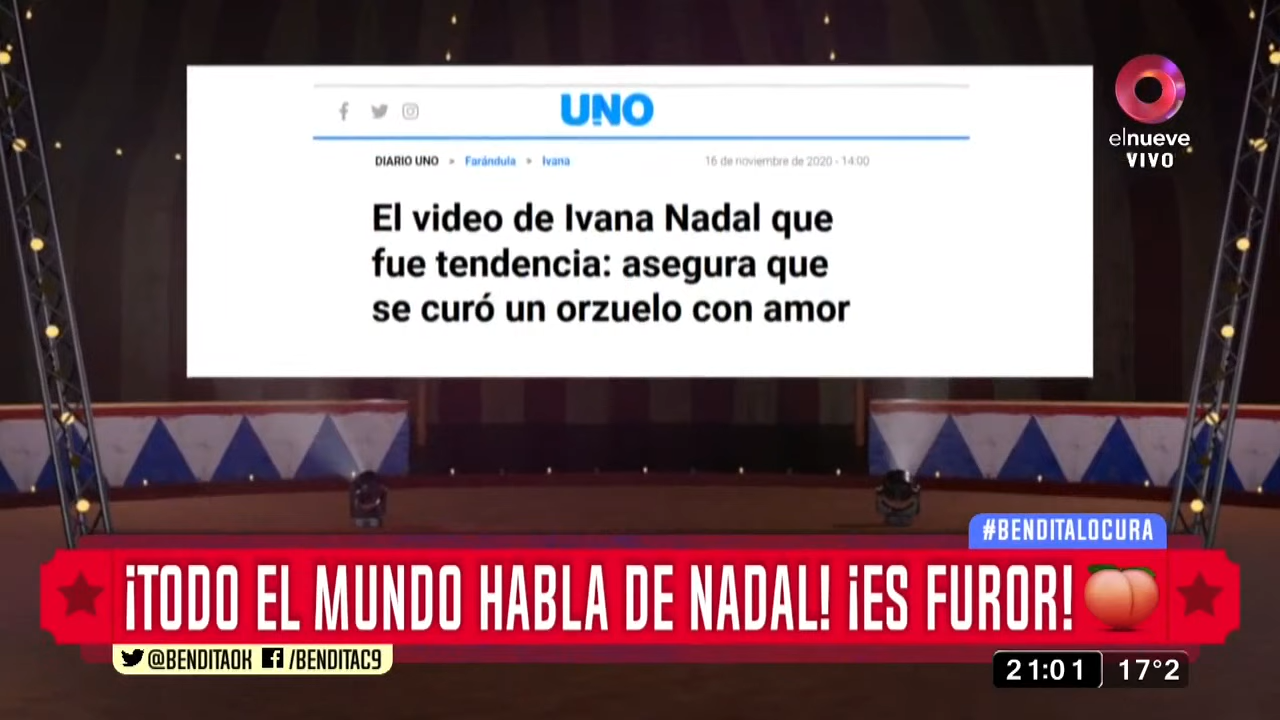 UNO
DIARIO UNO » Farándula » Ivana
16 de noviembre de 2020 - 14:00
El video de Ivana Nadal que
fue tendencia: asegura que
se curó un orzuelo con amor
elnueve
VIVO
#BENDITALOCURA
¡TODO EL MUNDO HABLA DE NADAL! ¡ES FUROR!
@BENDITAOK /BENDITAC9
21:01 17°2